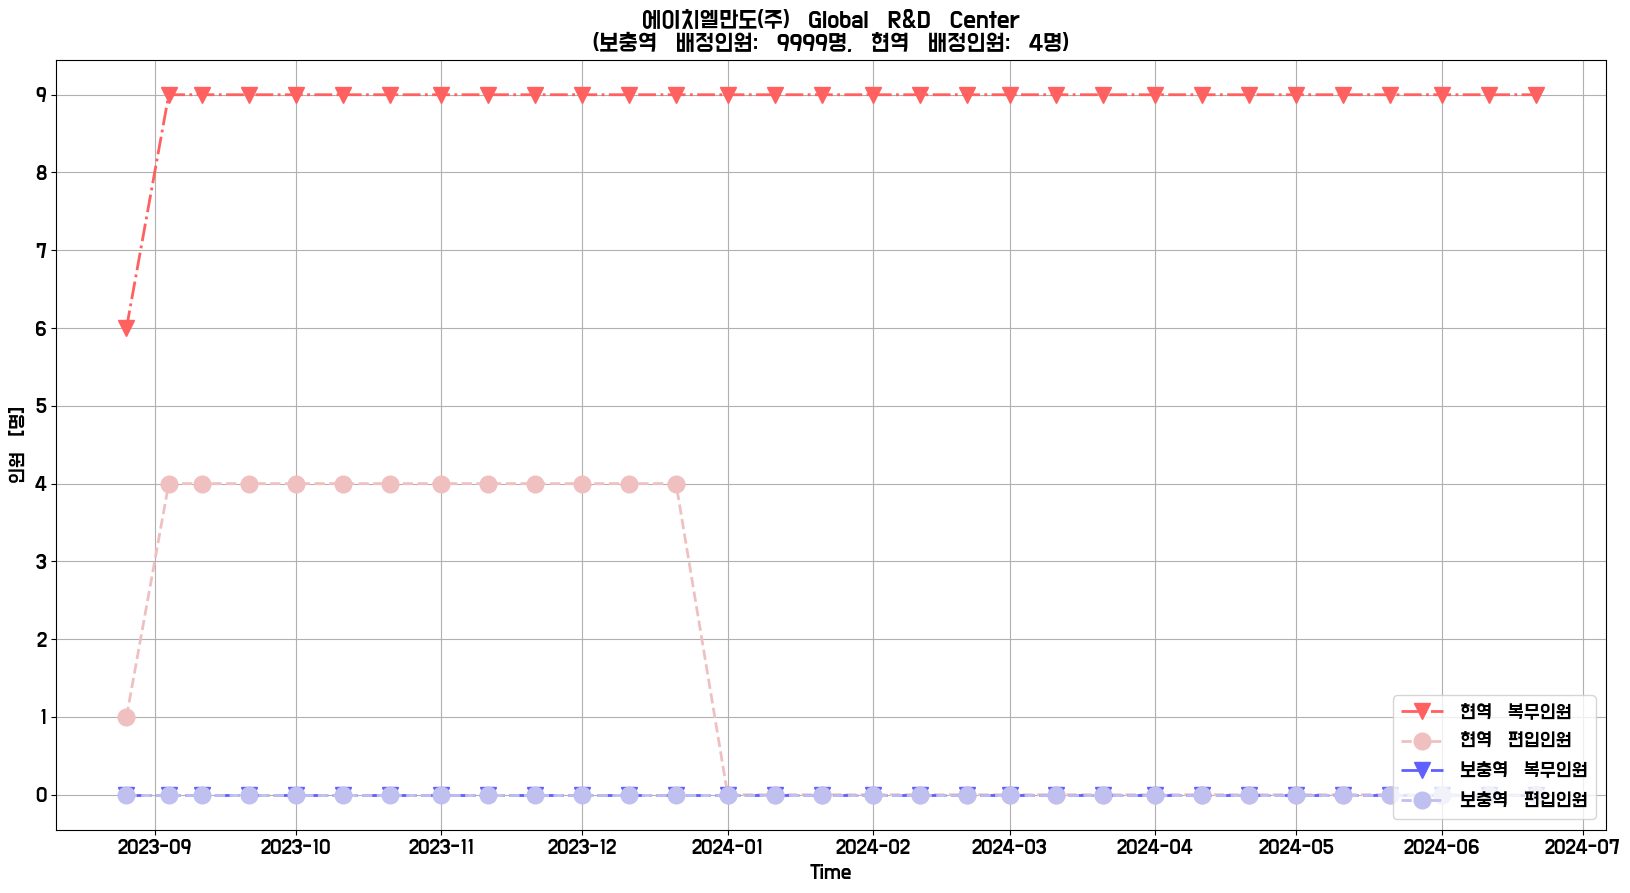 에이치엘만도(주) Global R&D Center
(보충역 배정인원: 9999명, 현역 배정인원: 4명)
인원 [명]
9
8
7
6
5
4
3
2
1
0
현역 복무인원
현역 편입인원
보충역 복무인원
보충역 편입인원
2023-09 2023-10 2023-11 2023-12 2024-01 2024-02 2024-03 2024-04 2024-05 2024-06 2024-07
Time